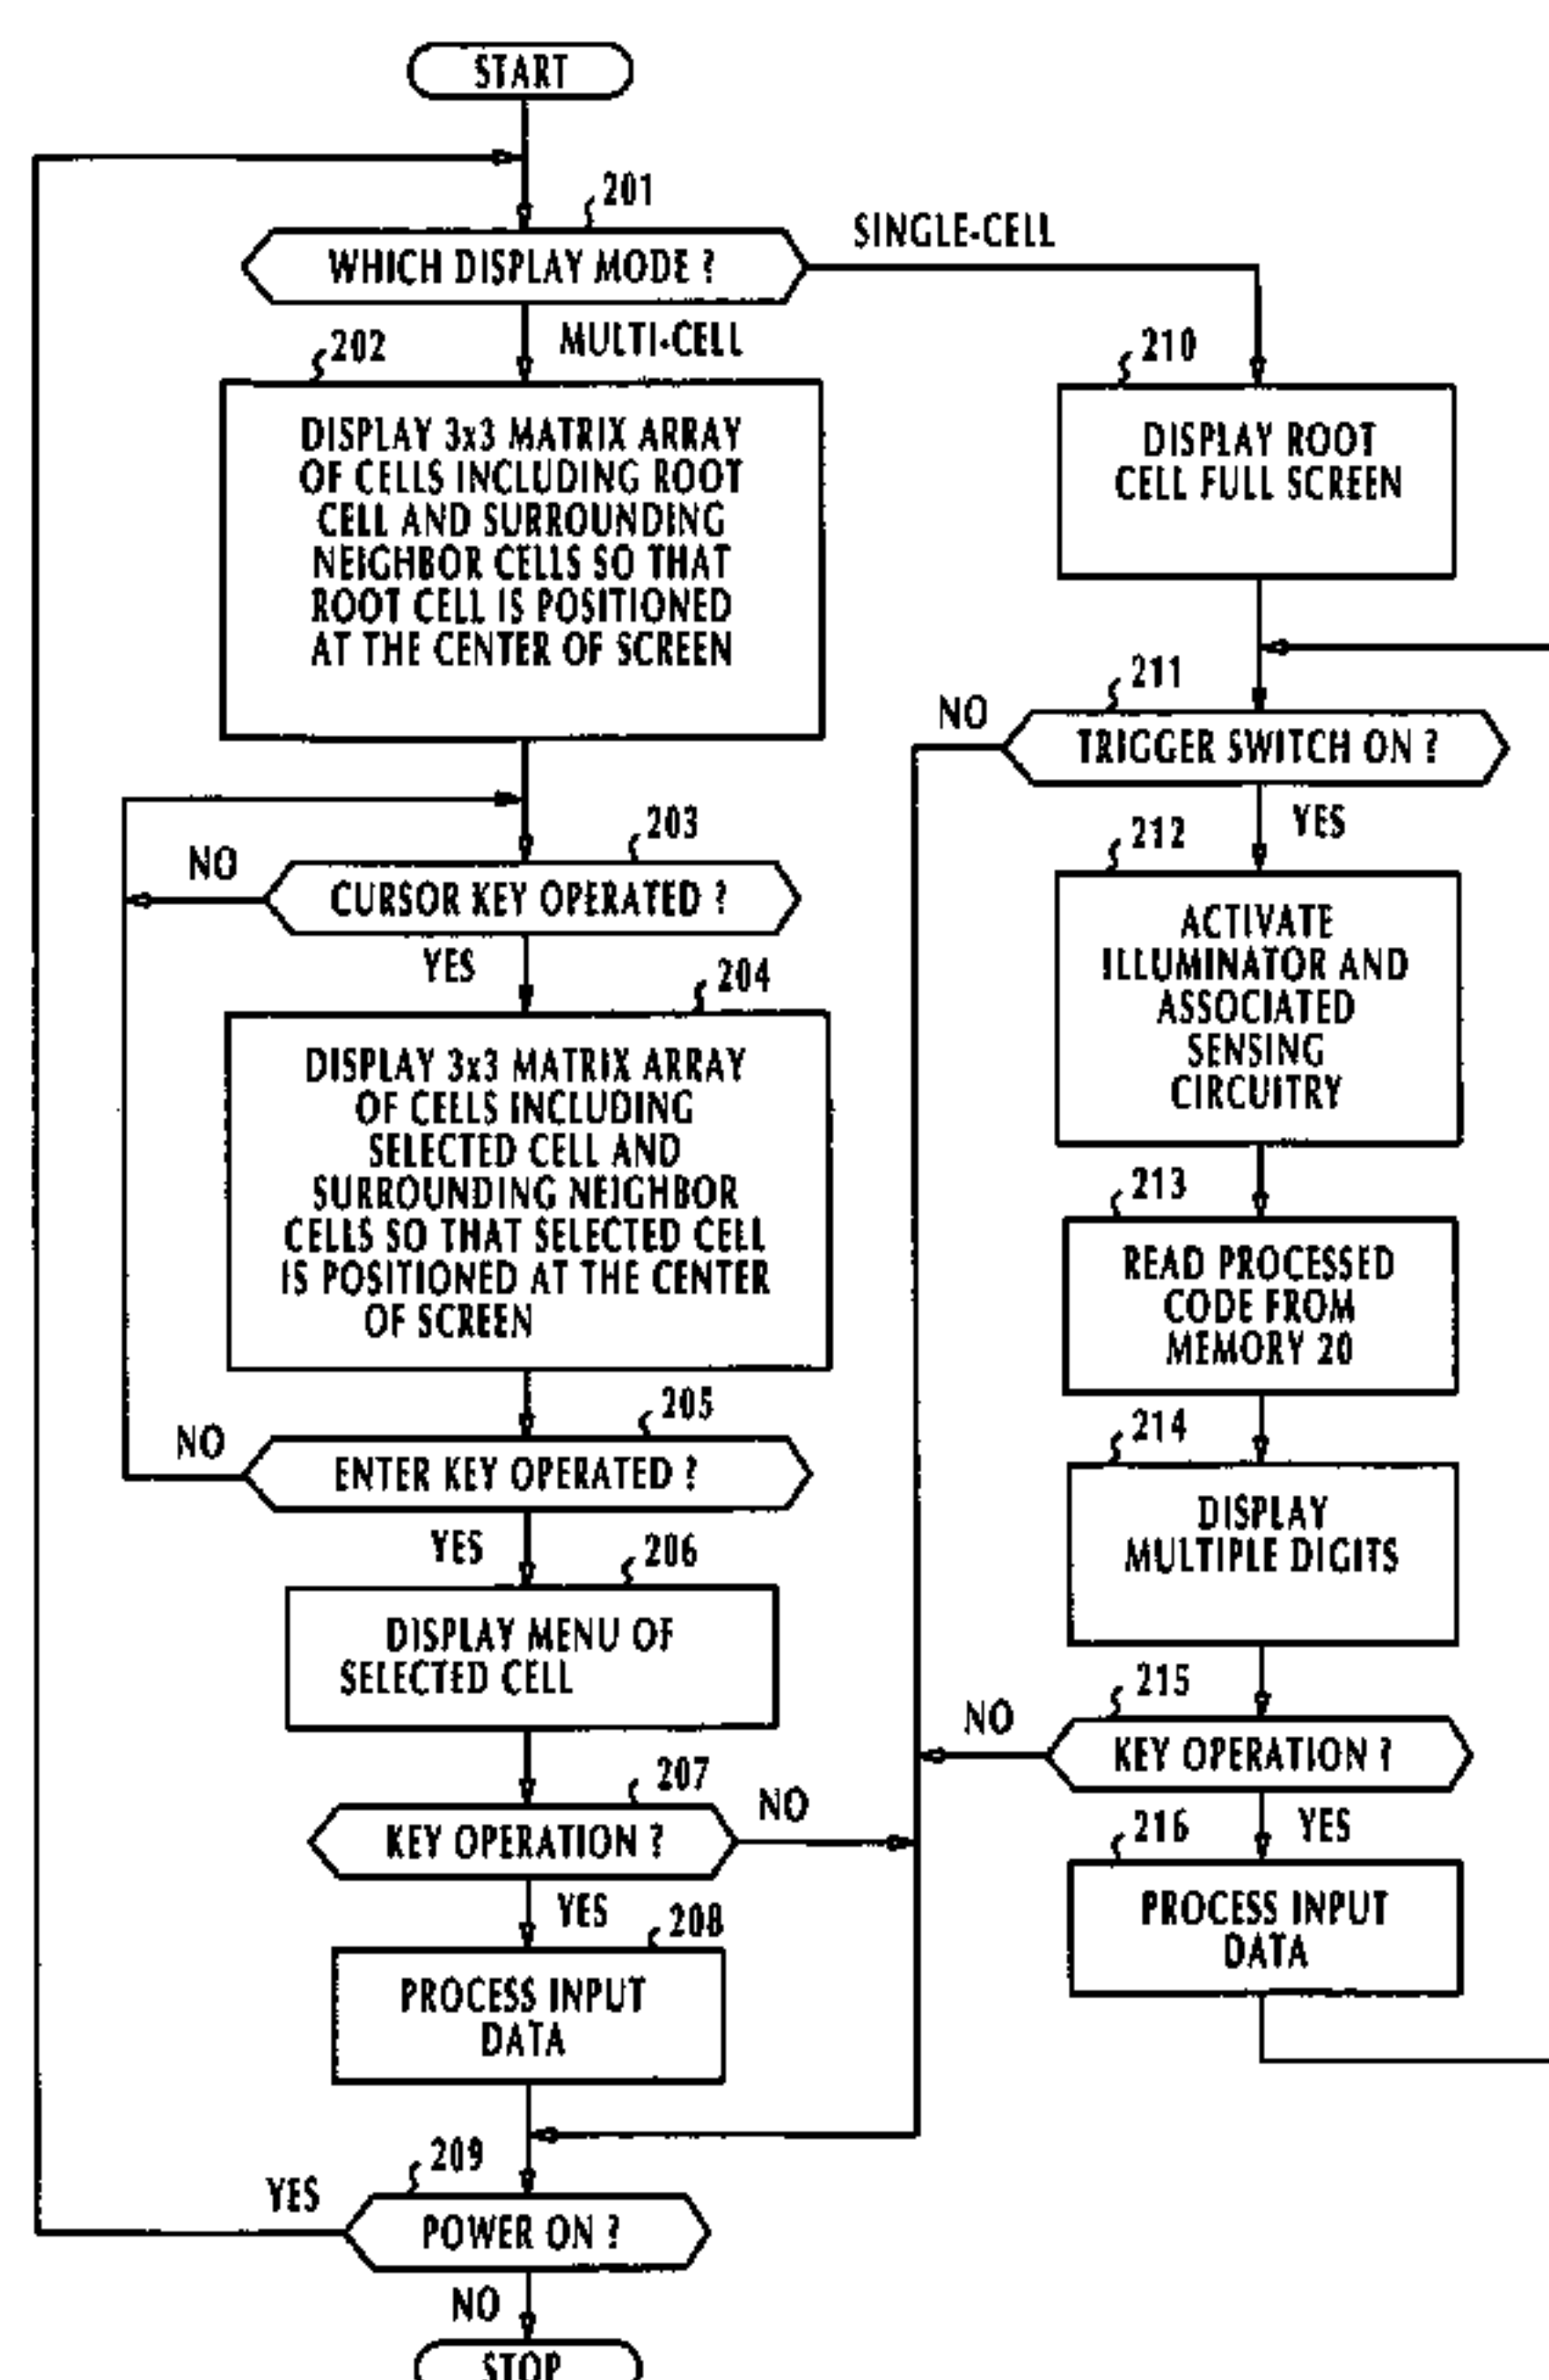 START
201
WHICH DISPLAY MODE ?
SINGLE-CELL
MULTI-CELL
202
DISPLAY 3x3 MATRIX ARRAY
OF CELLS INCLUDING ROOT
CELL AND SURROUNDING
NEIGHBOR CELLS SO THAT
ROOT CELL IS POSITIONED
AT THE CENTER OF SCREEN
203
NO
CURSOR KEY OPERATED ?
YES
204
DISPLAY 3x3 MATRIX ARRAY
OF CELLS INCLUDING
SELECTED CELL AND
SURROUNDING NEIGHBOR
CELLS SO THAT SELECTED CELL
IS POSITIONED AT THE CENTER
OF SCREEN
205
NO
ENTER KEY OPERATED ?
YES
206
DISPLAY MENU OF
SELECTED CELL
207
NO
KEY OPERATION ?
YES
208
PROCESS INPUT
DATA
209
YES
POWER ON ?
NO
STOP
210
DISPLAY ROOT
CELL FULL SCREEN
211
NO
TRIGGER SWITCH ON ?
YES
212
ACTIVATE
ILLUMINATOR AND
ASSOCIATED
SENSING
CIRCUITRY
213
READ PROCESSED
CODE FROM
MEMORY 20
214
DISPLAY
MULTIPLE DIGITS
215
NO
KEY OPERATION ?
YES
216
PROCESS INPUT
DATA